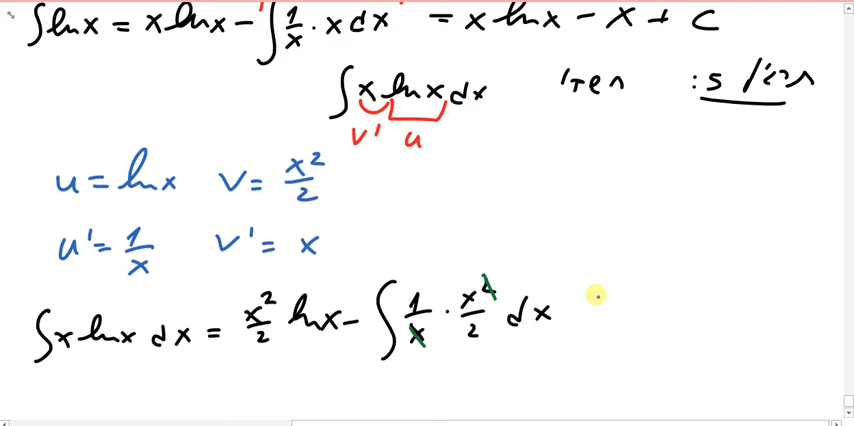 ∫ln x = x ln x - ∫ 1/x · x dx = x ln x - x + C
∫ x ln x dx
v' u
u = ln x v = x²/2
u' = 1/x v' = x
∫ x ln x dx = x²/2 ln x - ∫ 1/x · x²/2 dx